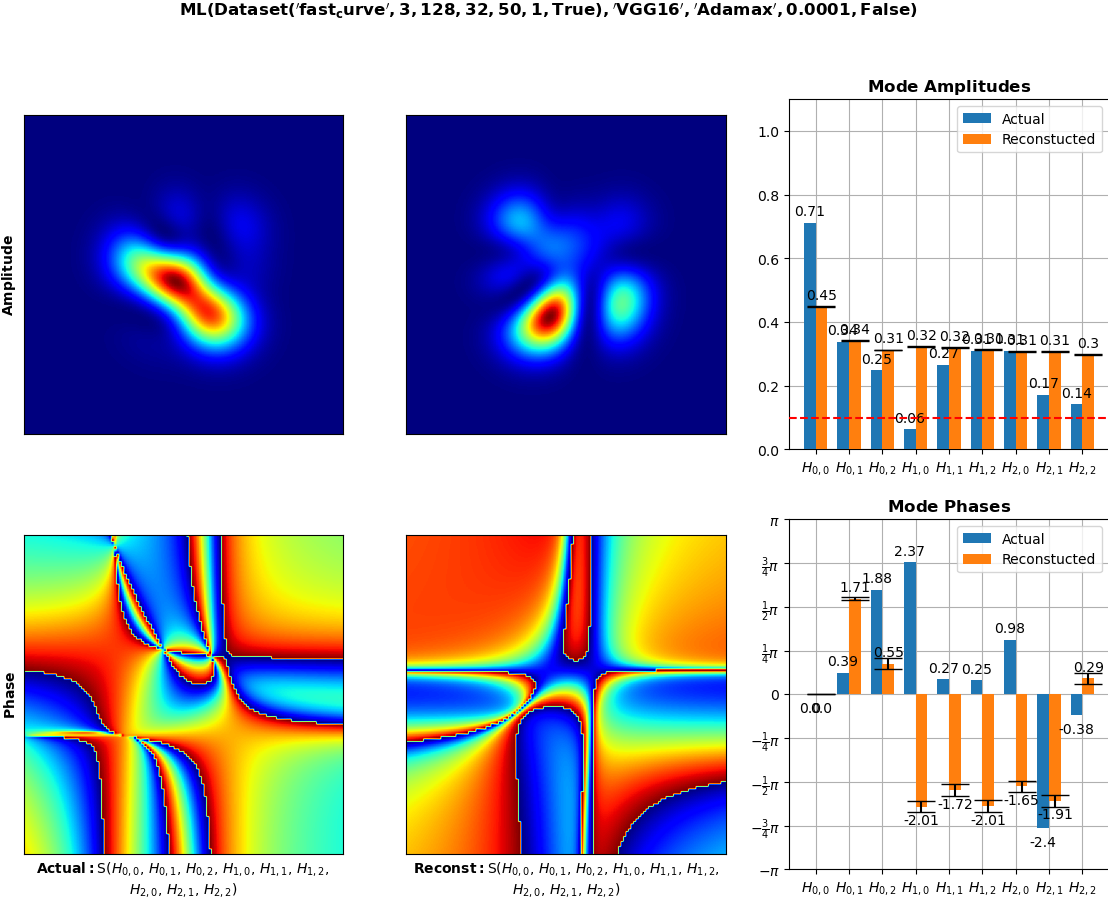 ML(Dataset('fast_curve', 3, 128, 32, 50, 1, True), 'VGG16', 'Adamax', 0.0001, False)
Mode Amplitudes
Amplitude
1.0
0.8
0.6
0.4
0.2
0.0
Actual
Reconstucted
0.71
0.45
0.34
0.34
0.25
0.31
0.06
0.32
0.27
0.32
0.31
0.31
0.31
0.31
0.17
0.31
0.14
0.3
H0,0 H0,1 H0,2 H1,0 H1,1 H1,2 H2,0 H2,1 H2,2
Mode Phases
Phase
π
3/4π
1/2π
1/4π
0
−1/4π
−1/2π
−3/4π
−π
Actual
Reconstucted
0.0
0.0
0.39
1.71
1.88
0.55
2.37
-2.01
0.27
-1.72
0.25
-2.01
0.98
-1.65
-2.4
-1.91
-0.38
0.29
H0,0 H0,1 H0,2 H1,0 H1,1 H1,2 H2,0 H2,1 H2,2
Actual: S(H0,0, H0,1, H0,2, H1,0, H1,1, H1,2,
H2,0, H2,1, H2,2)
Reconst: S(H0,0, H0,1, H0,2, H1,0, H1,1, H1,2,
H2,0, H2,1, H2,2)